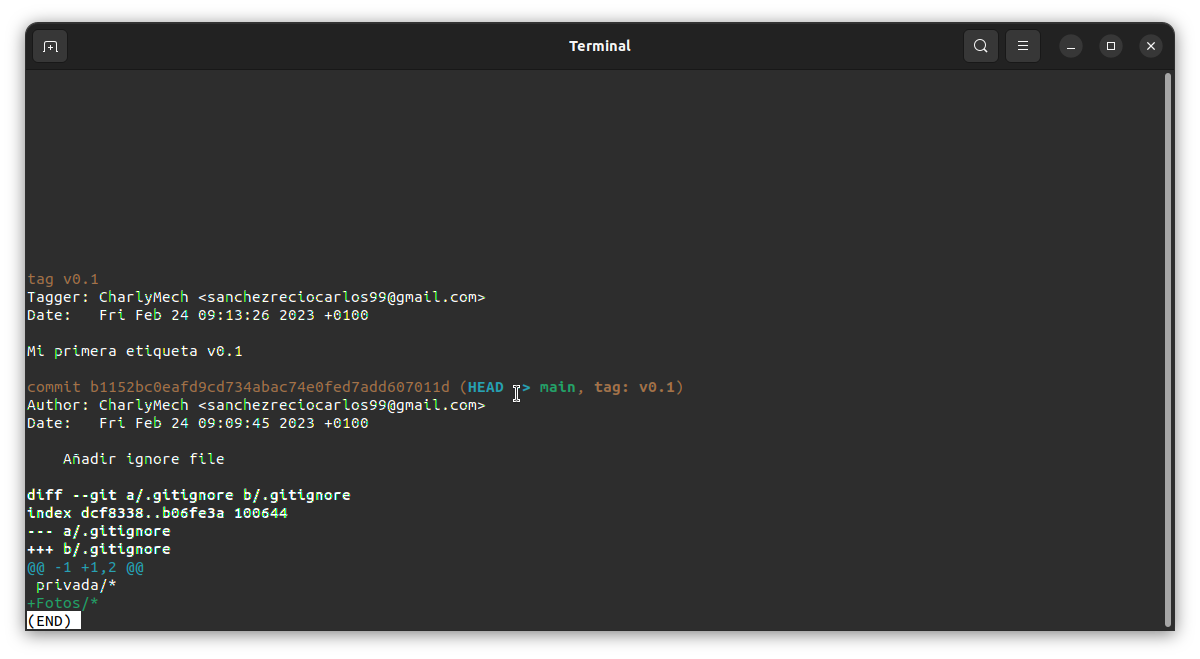 Terminal
tag v0.1
Tagger: CharlyMech <sanchezreciocarlos99@gmail.com>
Date:   Fri Feb 24 09:13:26 2023 +0100
Mi primera etiqueta v0.1
commit b1152bc0eafd9cd734abac74e0fed7add607011d (HEAD -> main, tag: v0.1)
Author: CharlyMech <sanchezreciocarlos99@gmail.com>
Date:   Fri Feb 24 09:09:45 2023 +0100
    Añadir ignore file
diff --git a/.gitignore b/.gitignore
index dcf8338..b06fe3a 100644
--- a/.gitignore
+++ b/.gitignore
@@ -1 +1,2 @@
 privada/*
+Fotos/*
(END)